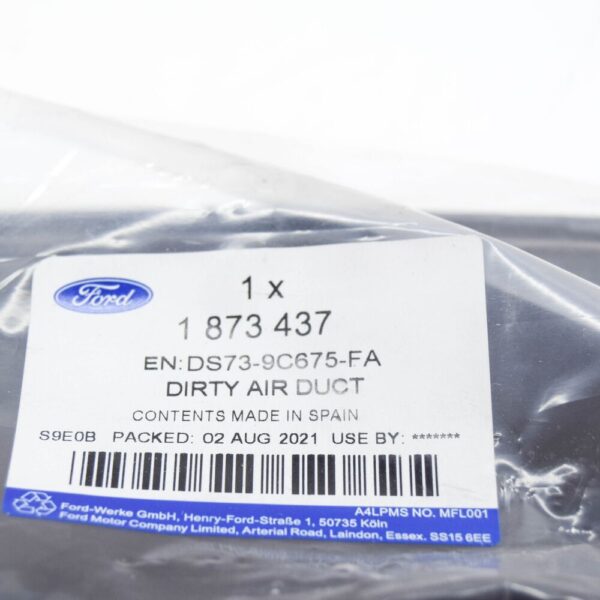 Ford
1 x
1 873 437
EN:DS73-9C675-FA
DIRTY AIR DUCT
CONTENTS MADE IN SPAIN
S9E0B PACKED: 02 AUG 2021 USE BY: *******
A4LPMS NO. MFL001
Ford-Werke GmbH, Henry-Ford-Straße 1, 50735 Köln
Ford Motor Company Limited, Arterial Road, Laindon, Essex. SS15 6EE